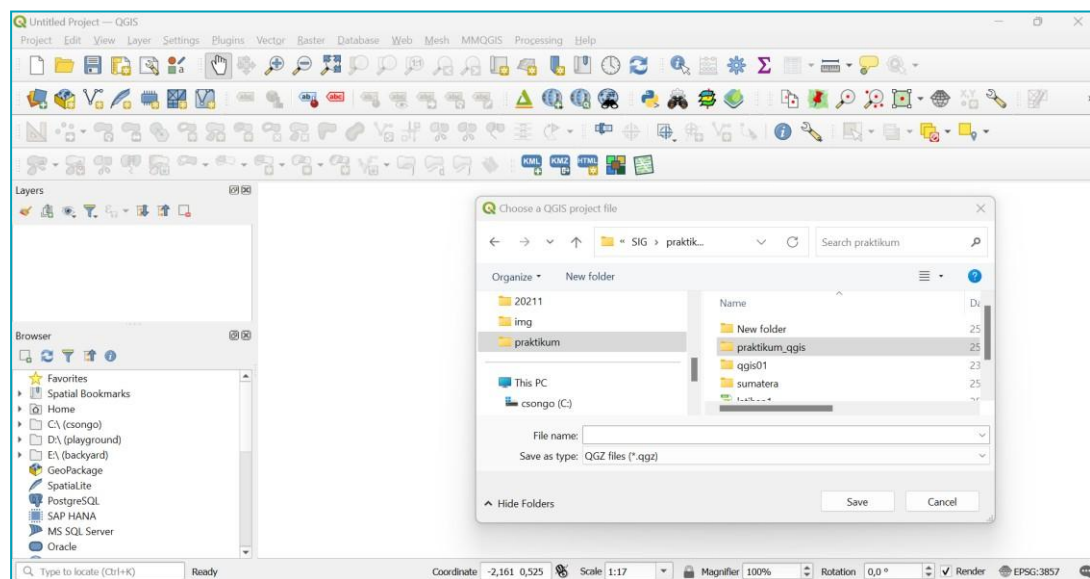 Untitled Project — QGIS
Project Edit View Layer Settings Plugins Vector Raster Database Web Mesh MMQGIS Processing Help
KML KMZ HTML
Layers
Choose a QGIS project file
« SIG › praktik...
Search praktikum
Organize
New folder
20211
img
praktikum
This PC
csongo (C:)
Name
New folder
25
praktikum_qgis
25
qgis01
23
sumatera
25
File name:
Save as type: QGZ files (*.qgz)
Hide Folders
Save
Cancel
Browser
Favorites
Spatial Bookmarks
Home
C:\ (csongo)
D:\ (playground)
E:\ (backyard)
GeoPackage
SpatiaLite
PostgreSQL
SAP HANA
MS SQL Server
Oracle
Type to locate (Ctrl+K) Ready Coordinate -2,161 0,525 Scale 1:17 Magnifier 100% Rotation 0,0 ° Render EPSG:3857